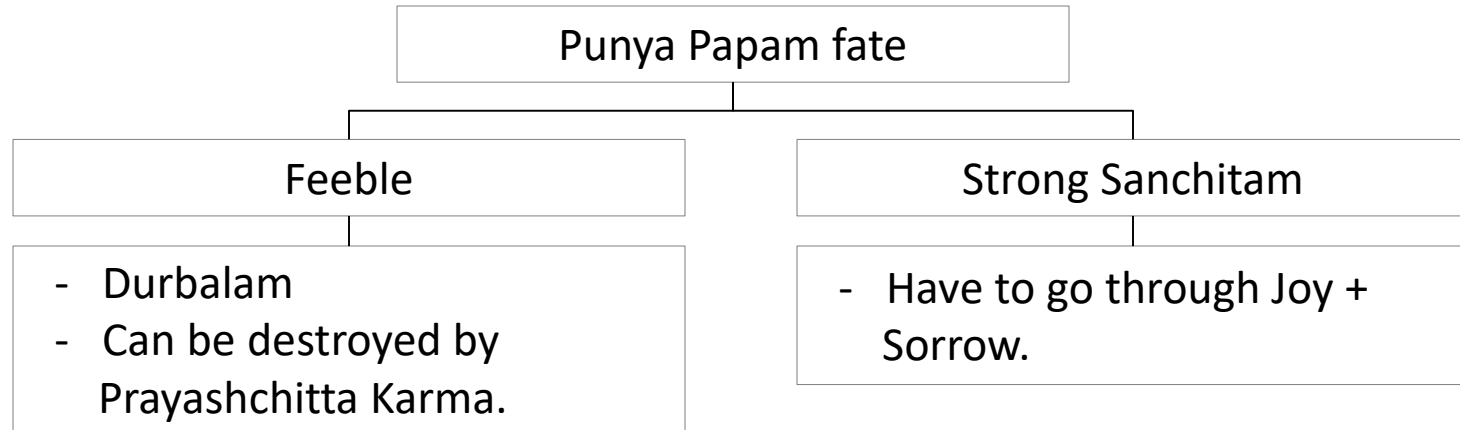 Punya Papam fate
Feeble
Strong Sanchitam
- Durbalam
- Can be destroyed by
Prayashchitta Karma.
- Have to go through Joy +
Sorrow.